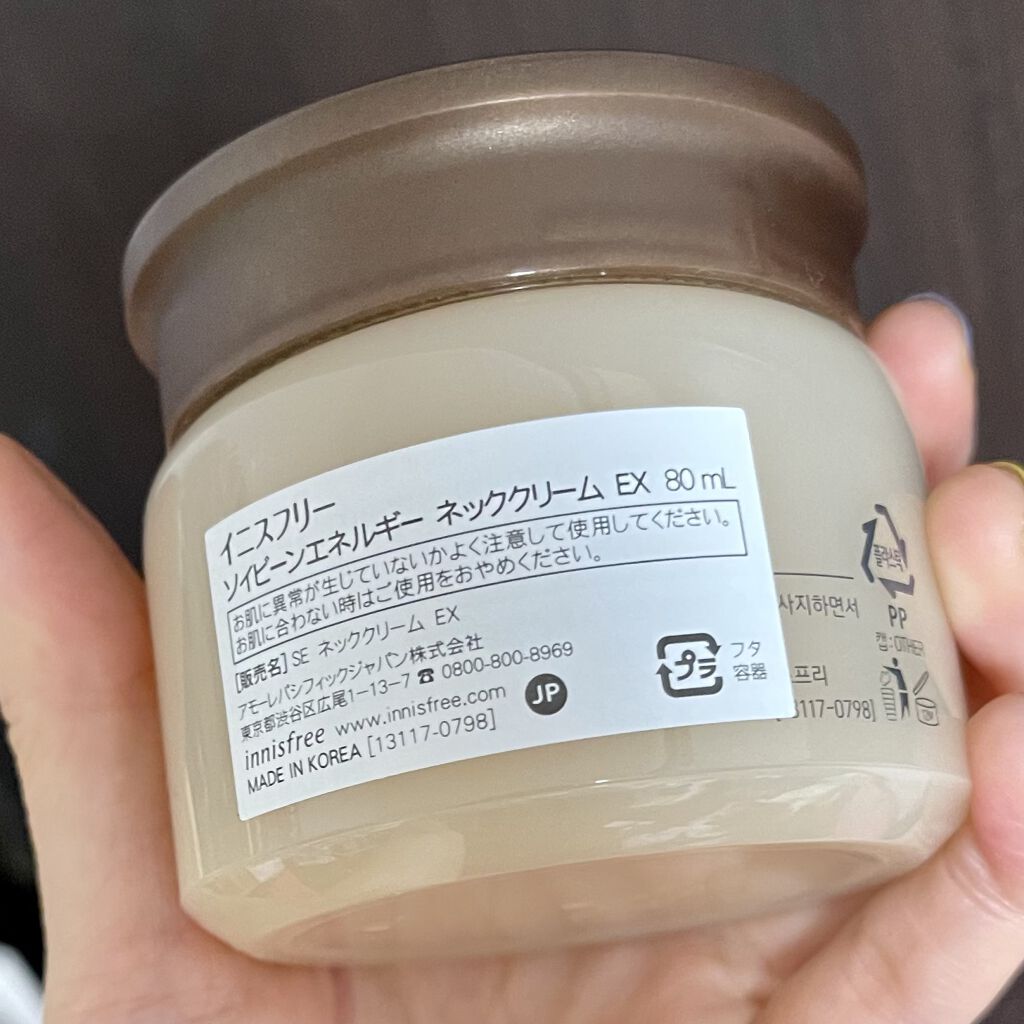 イニスフリー
ソイビーンエネルギー ネッククリーム EX 80 mL
お肌に異常が生じていないかよく注意して使用してください。
お肌に合わない時はご使用をおやめください。
[販売名] SE ネッククリーム EX
アモーレパシフィックジャパン株式会社
東京都渋谷区広尾1-13-7 ☎ 0800-800-8969
innisfree www.innisfree.com
MADE IN KOREA [13117-0798]
JP
プラ
フタ
容器
사지하면서
프리
3117-0798]
플라스틱
PP
캡 : OTHER